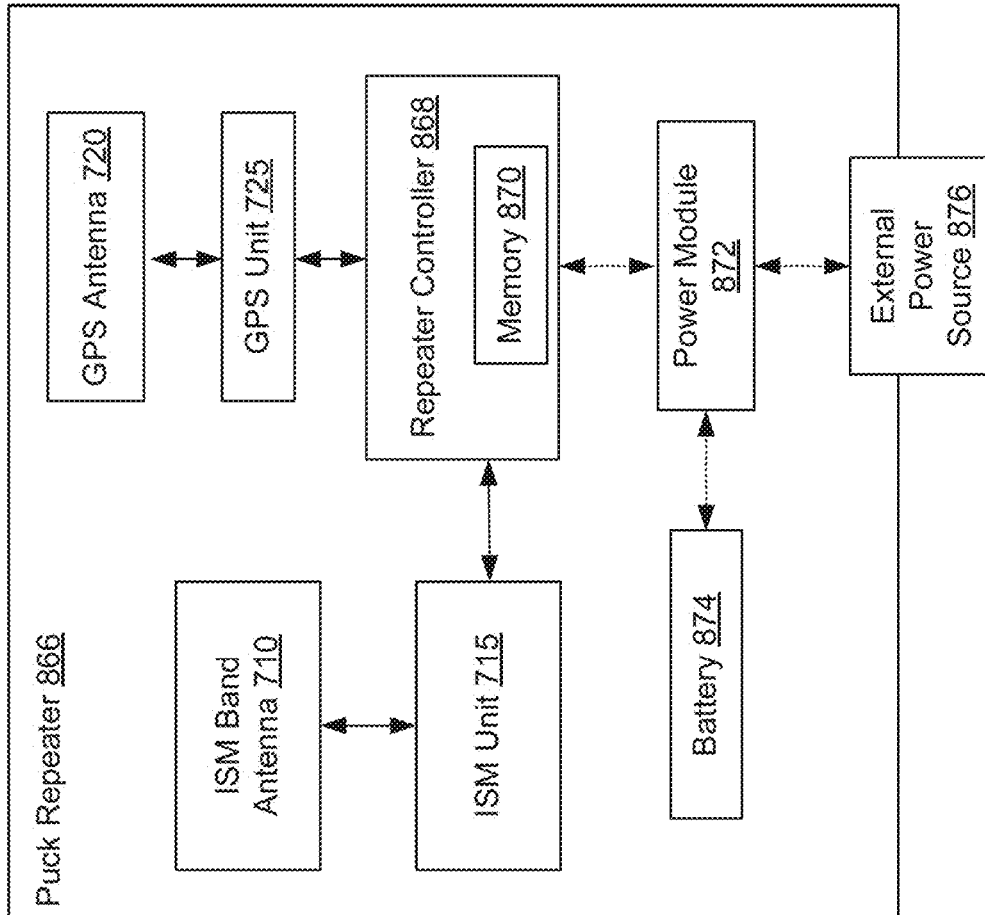 Puck Repeater 866
ISM Band
Antenna 710
GPS Antenna 720
GPS Unit 725
ISM Unit 715
Repeater Controller 868
Memory 870
Battery 874
Power Module
872
External
Power
Source 876